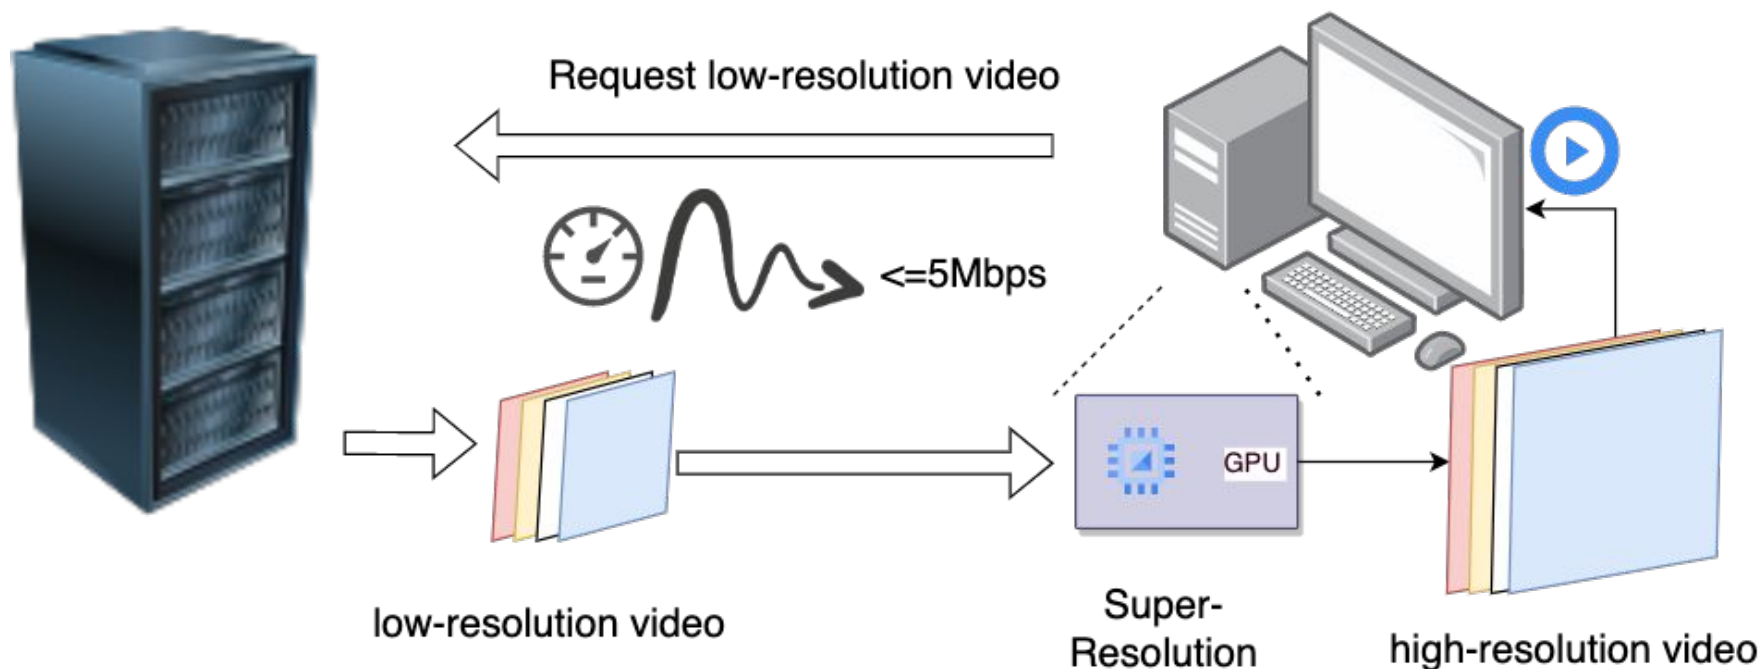 Request low-resolution video
<=5Mbps
GPU
low-resolution video
Super-
Resolution
high-resolution video